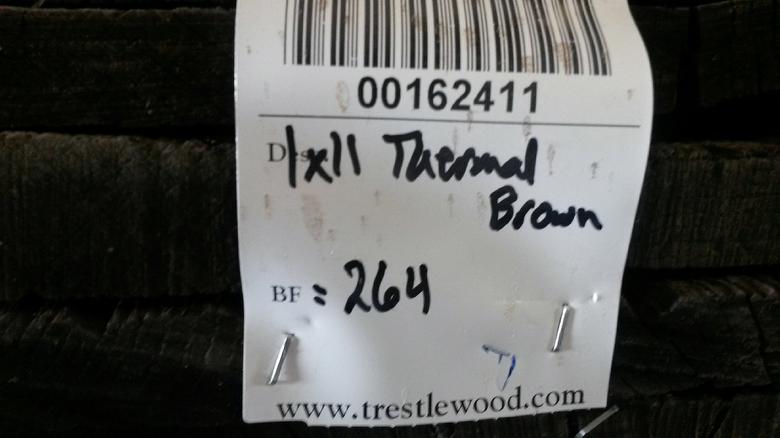 00162411
1x11 Thermal
Brown
BF = 264
www.trestlewood.com